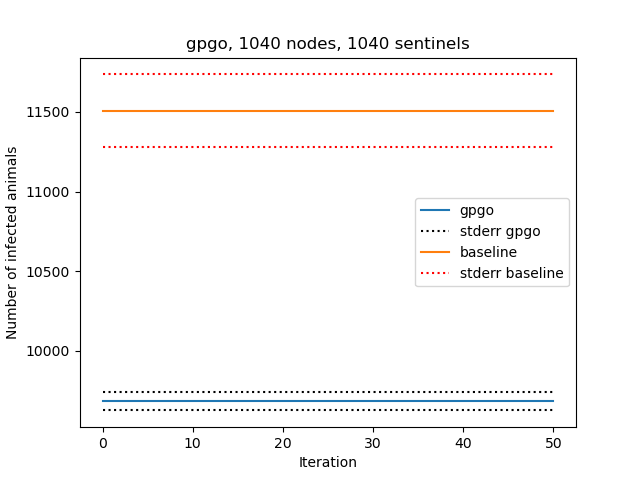 gpgo, 1040 nodes, 1040 sentinels
Number of infected animals
11500
11000
10500
10000
gpgo
stderr gpgo
baseline
stderr baseline
0 10 20 30 40 50
Iteration